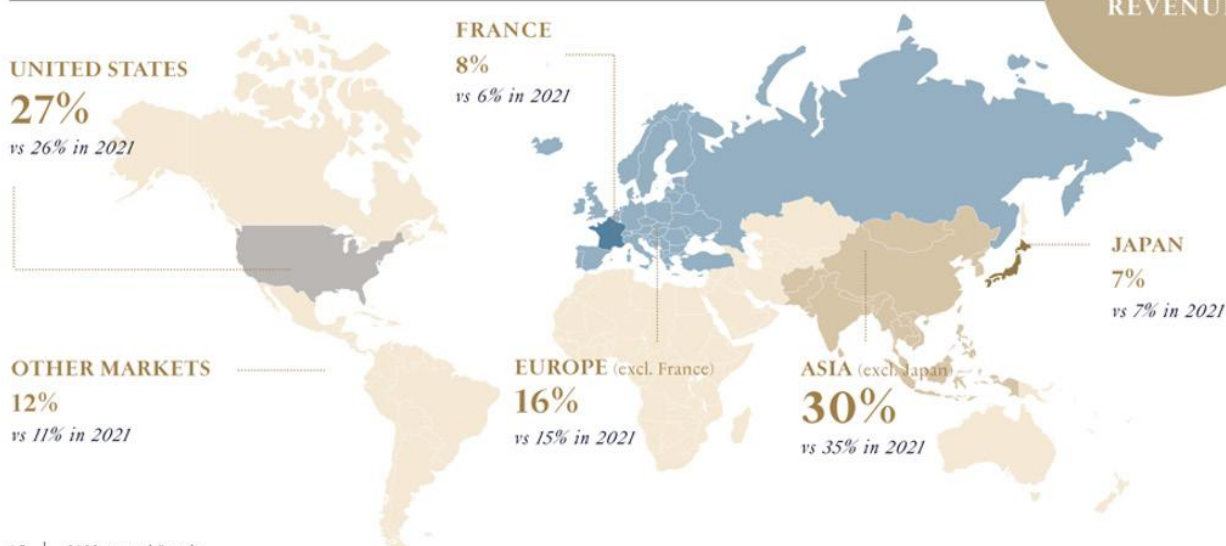 REVENUE
FRANCE
8%
vs 6% in 2021
UNITED STATES
27%
vs 26% in 2021
JAPAN
7%
vs 7% in 2021
OTHER MARKETS
12%
vs 11% in 2021
EUROPE (excl. France)
16%
vs 15% in 2021
ASIA (excl. Japan)
30%
vs 35% in 2021